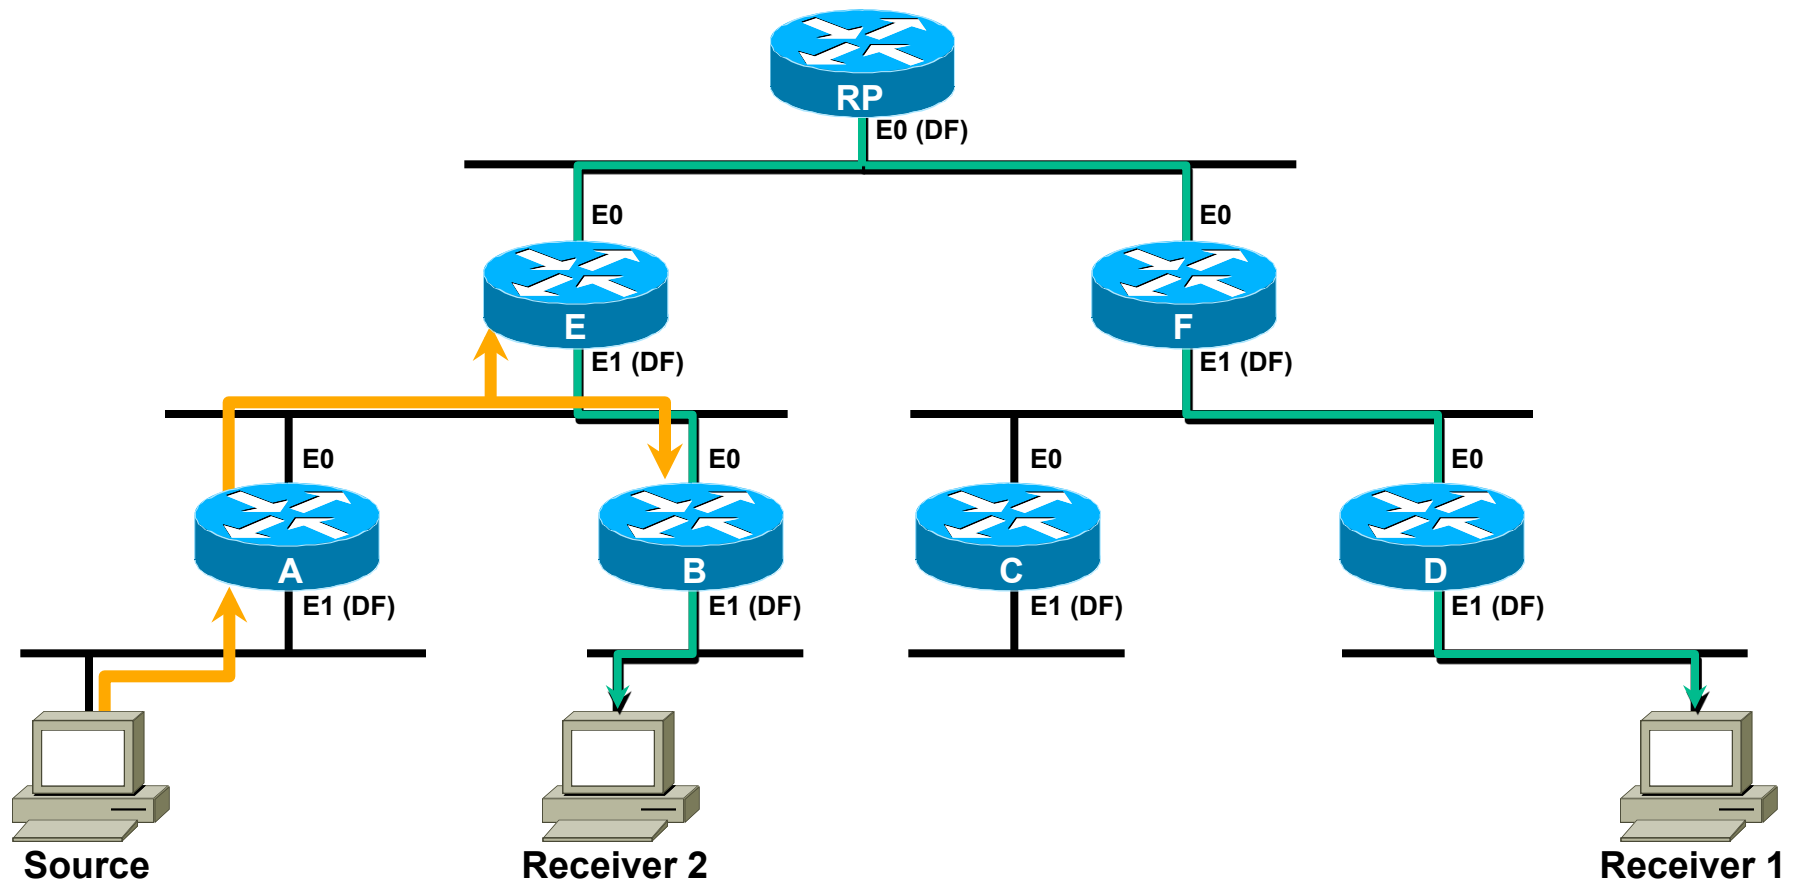 RP
E0 (DF)
E0
E0
E
F
E1 (DF)
E1 (DF)
E0
E0
E0
E0
A
B
C
D
E1 (DF)
E1 (DF)
E1 (DF)
E1 (DF)
Source
Receiver 2
Receiver 1